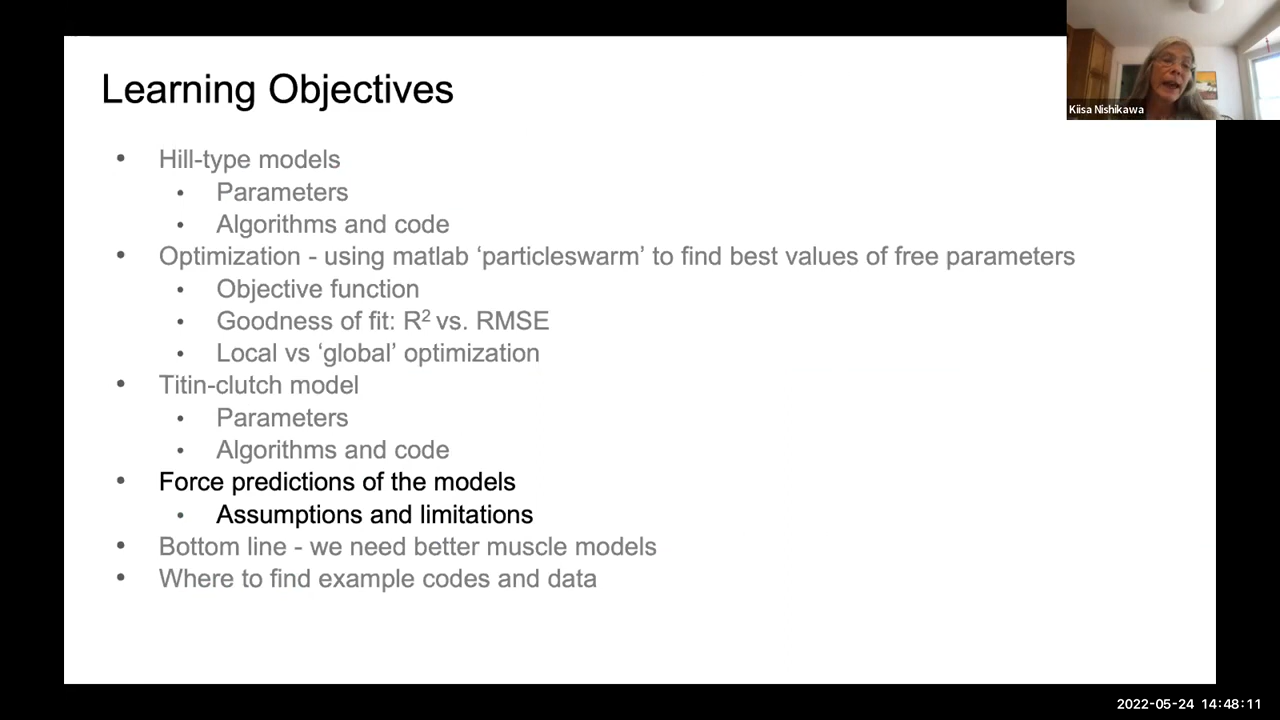 Learning Objectives
Kiisa Nishikawa
• Hill-type models
• Parameters
• Algorithms and code
• Optimization - using matlab ‘particleswarm’ to find best values of free parameters
• Objective function
• Goodness of fit: R² vs. RMSE
• Local vs ‘global’ optimization
• Titin-clutch model
• Parameters
• Algorithms and code
• Force predictions of the models
• Assumptions and limitations
• Bottom line - we need better muscle models
• Where to find example codes and data
2022-05-24 14:48:11